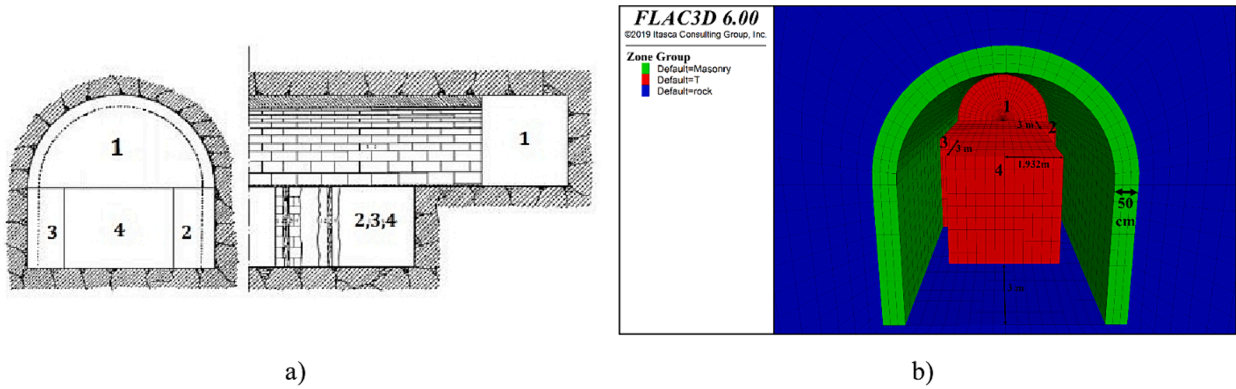 1
3
4
2
1
2,3,4
a)
FLAC3D 6.00
©2019 Itasca Consulting Group, Inc.
Zone Group
Default=Masonry
Default=T
Default=rock
1
2
3
3 m
4
1.932m
50
cm
b)